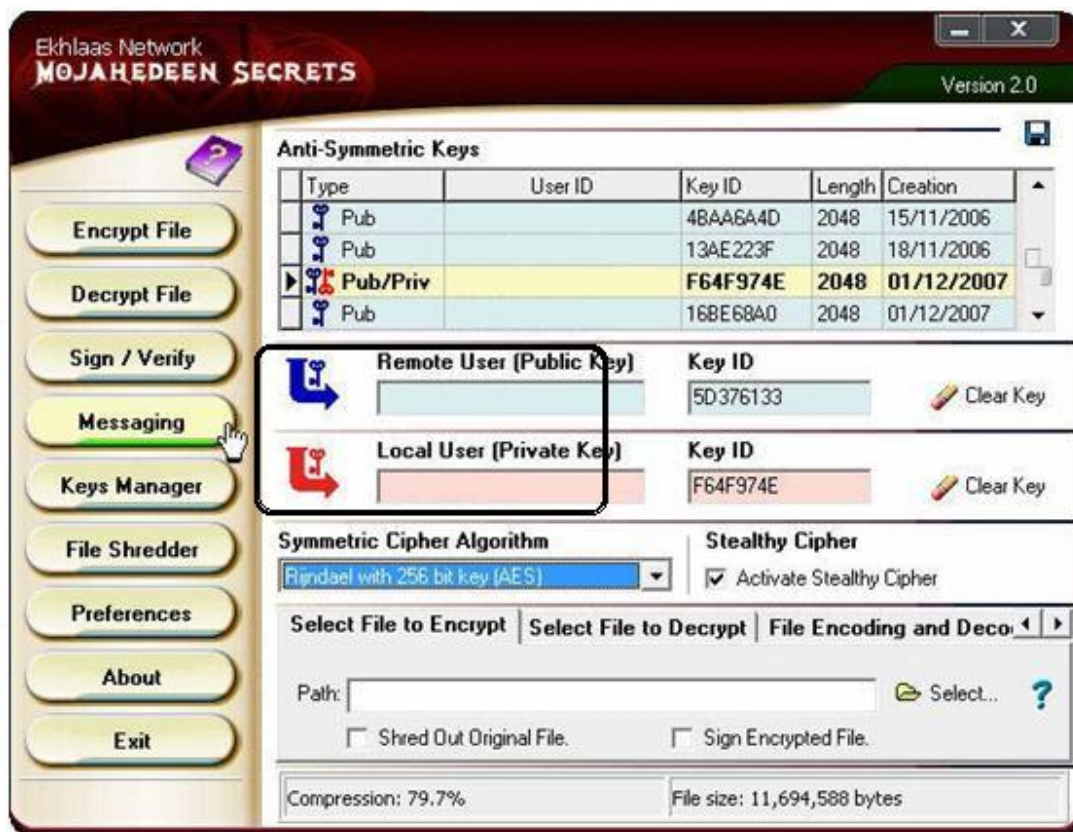 Ekhlaas Network
MOJAHEDEEN SECRETS
Version 2.0
Encrypt File
Decrypt File
Sign / Verify
Messaging
Keys Manager
File Shredder
Preferences
About
Exit
Anti-Symmetric Keys
Type User ID Key ID Length Creation
Pub 4BAA6A4D 2048 15/11/2006
Pub 13AE223F 2048 18/11/2006
Pub/Priv F64F974E 2048 01/12/2007
Pub 16BE68A0 2048 01/12/2007
Remote User (Public Key) Key ID
5D376133 Clear Key
Local User (Private Key) Key ID
F64F974E Clear Key
Symmetric Cipher Algorithm Stealthy Cipher
Rijndael with 256 bit key (AES) Activate Stealthy Cipher
Select File to Encrypt Select File to Decrypt File Encoding and Deco
Path: Select... ?
Shred Out Original File. Sign Encrypted File.
Compression: 79.7% File size: 11,694,588 bytes